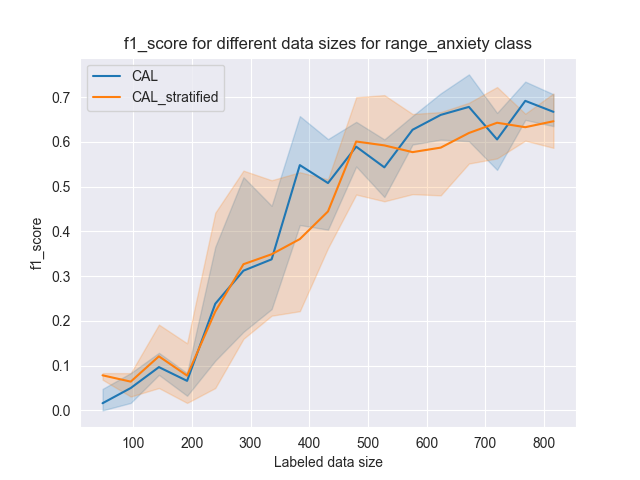 f1_score for different data sizes for range_anxiety class
CAL
CAL_stratified
0.7
0.6
0.5
0.4
0.3
0.2
0.1
0.0
f1_score
100 200 300 400 500 600 700 800
Labeled data size